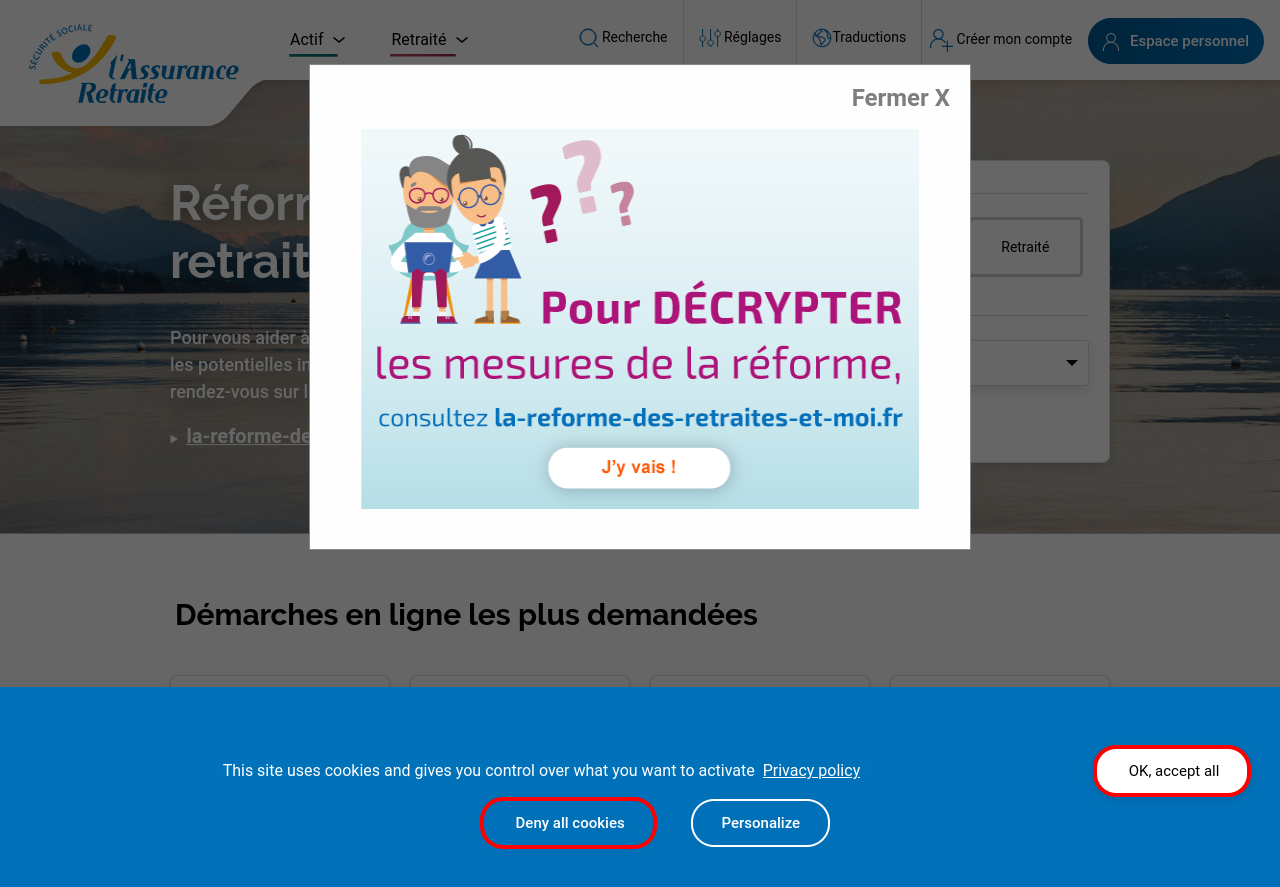 SÉCURITÉ SOCIALE
l'Assurance
Retraite
Actif
Retraité
Recherche
Réglages
Traductions
Créer mon compte
Espace personnel
Fermer X
Pour DÉCRYPTER
les mesures de la réforme,
consultez la-reforme-des-retraites-et-moi.fr
J'y vais !
retrait
Retraité
Pour vous aider à
les potentielles
rendez-vous sur
la-reforme-de
Démarches en ligne les plus demandées
This site uses cookies and gives you control over what you want to activate Privacy policy
OK, accept all
Deny all cookies
Personalize